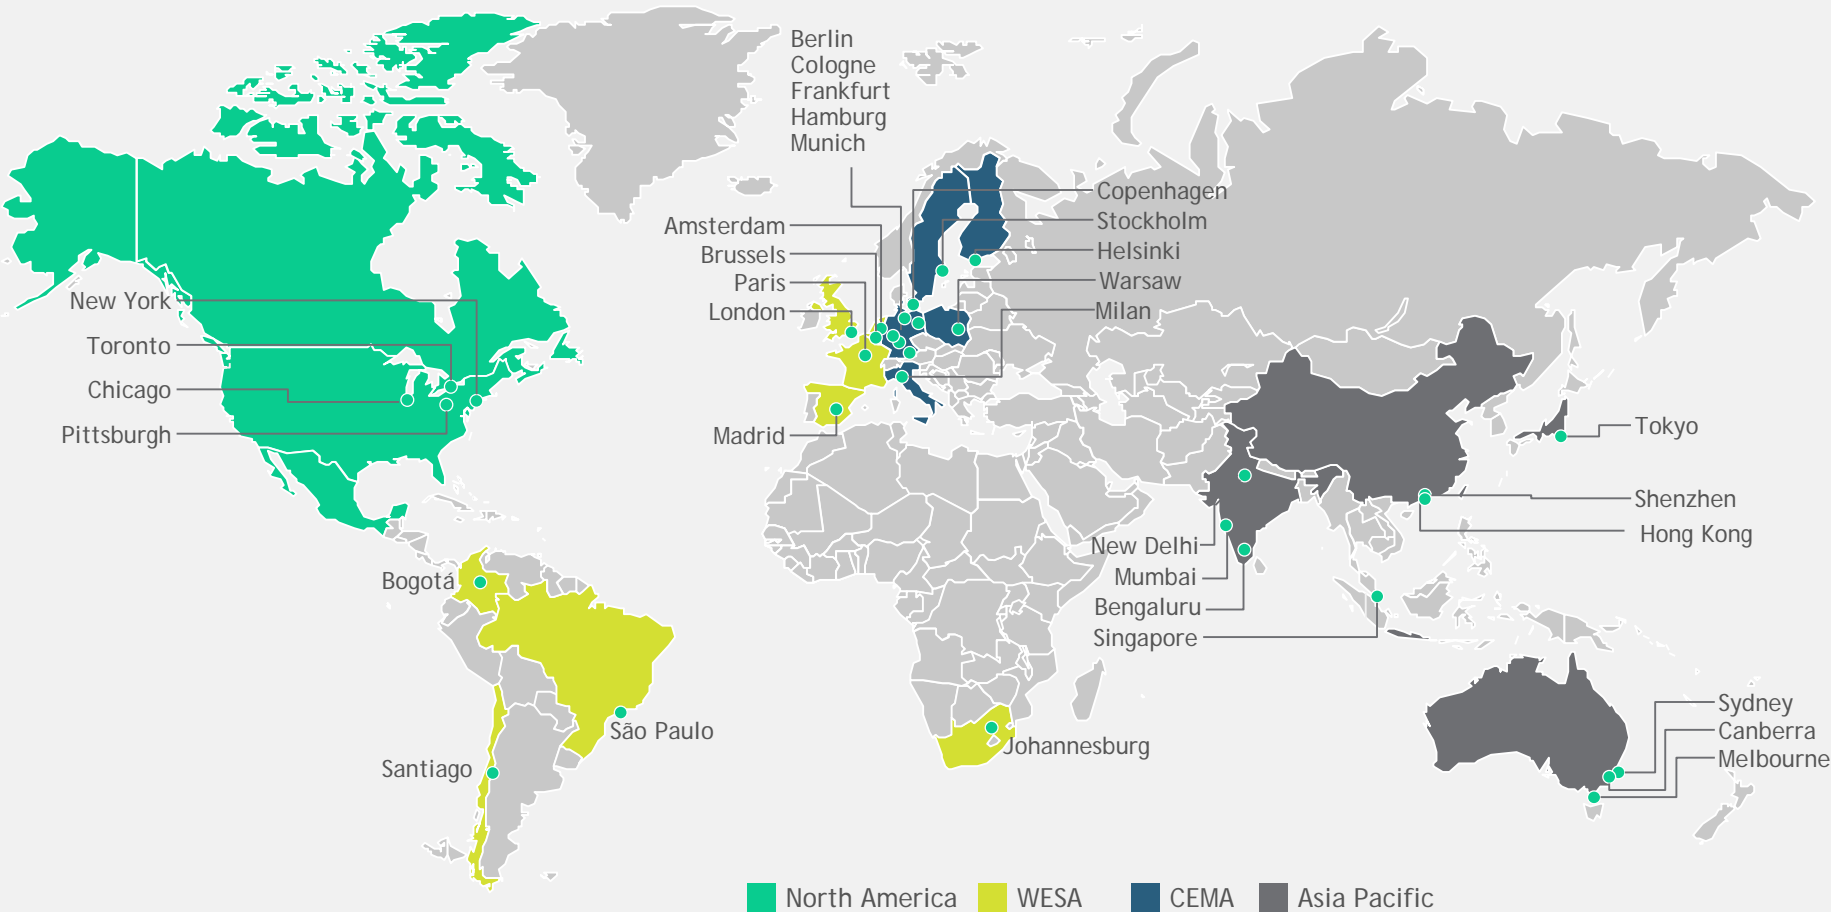 Berlin
Cologne
Frankfurt
Hamburg
Munich
Copenhagen
Stockholm
Helsinki
Warsaw
Milan
Amsterdam
Brussels
Paris
London
Madrid
New York
Toronto
Chicago
Pittsburgh
Tokyo
Shenzhen
Hong Kong
New Delhi
Mumbai
Bengaluru
Singapore
Bogotá
São Paulo
Santiago
Johannesburg
Sydney
Canberra
Melbourne
North America
WESA
CEMA
Asia Pacific